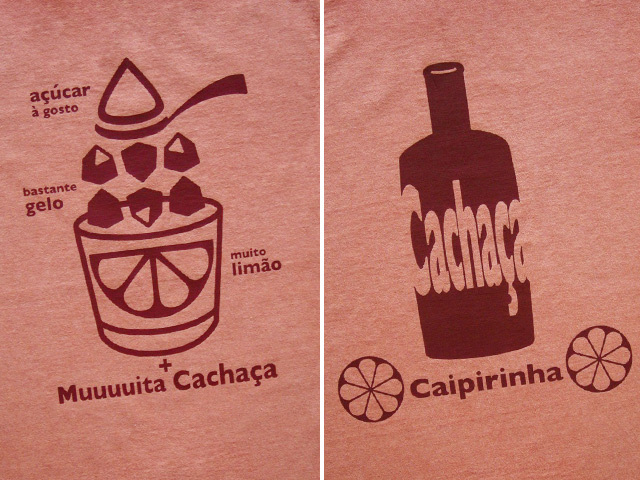 açúcar
à gosto
bastante
gelo
muito
limão
+
Muuuuita Cachaça
Cachaça
Caipirinha